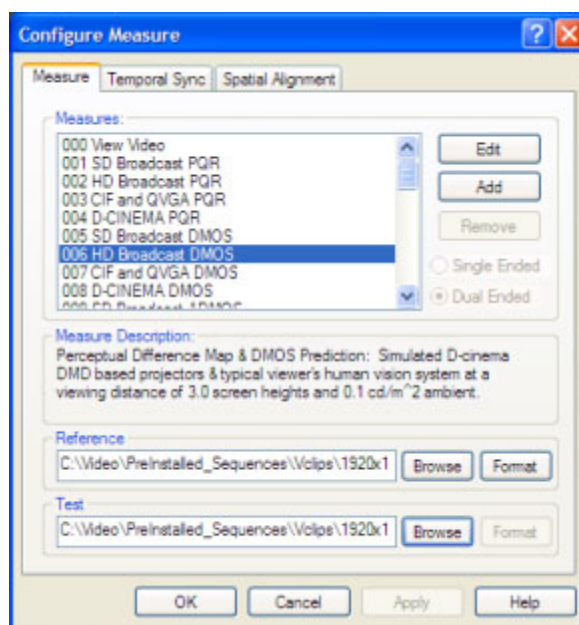 Configure Measure
Measure Temporal Sync Spatial Alignment
Measures:
000 View Video
001 SD Broadcast PQR
002 HD Broadcast PQR
003 CIF and QVGA PQR
004 D-CINEMA PQR
005 SD Broadcast DMOS
006 HD Broadcast DMOS
007 CIF and QVGA DMOS
008 D-CINEMA DMOS
009 SD Broadcast ADMOS
Edit
Add
Remove
Single Ended
Dual Ended
Measure Description:
Perceptual Difference Map & DMOS Prediction: Simulated D-cinema
DMD based projectors & typical viewer's human vision system at a
viewing distance of 3.0 screen heights and 0.1 cd/m^2 ambient.
Reference
C:\Video\PreInstalled_Sequences\Vclips\1920x1 Browse Format
Test
C:\Video\PreInstalled_Sequences\Vclips\1920x1 Browse Format
OK Cancel Apply Help